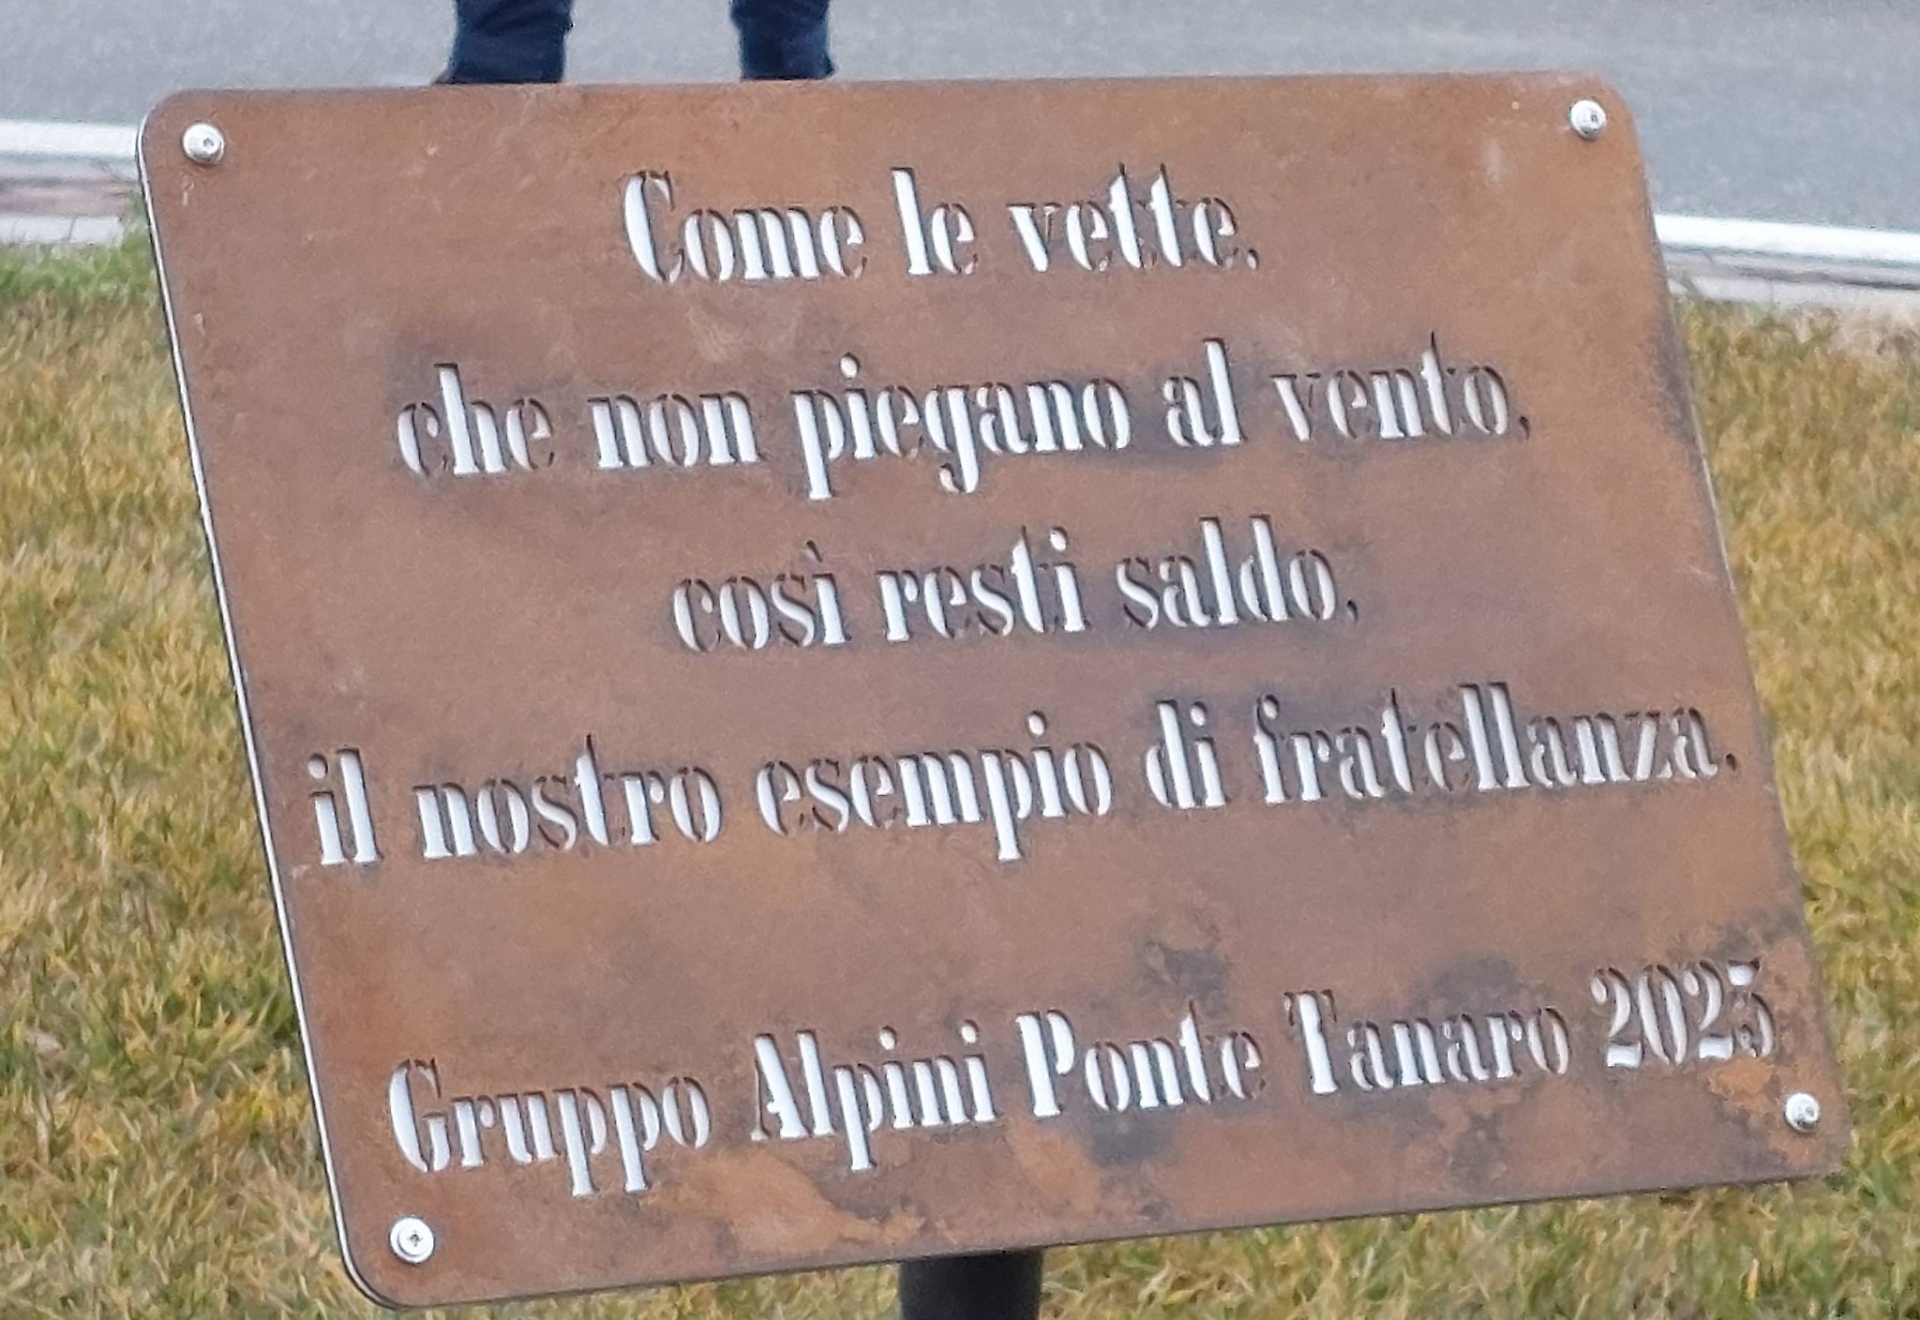 Come le vette,
che non piegano al vento,
così resti saldo,
il nostro esempio di fratellanza.
Gruppo Alpini Ponte Tanaro 2025